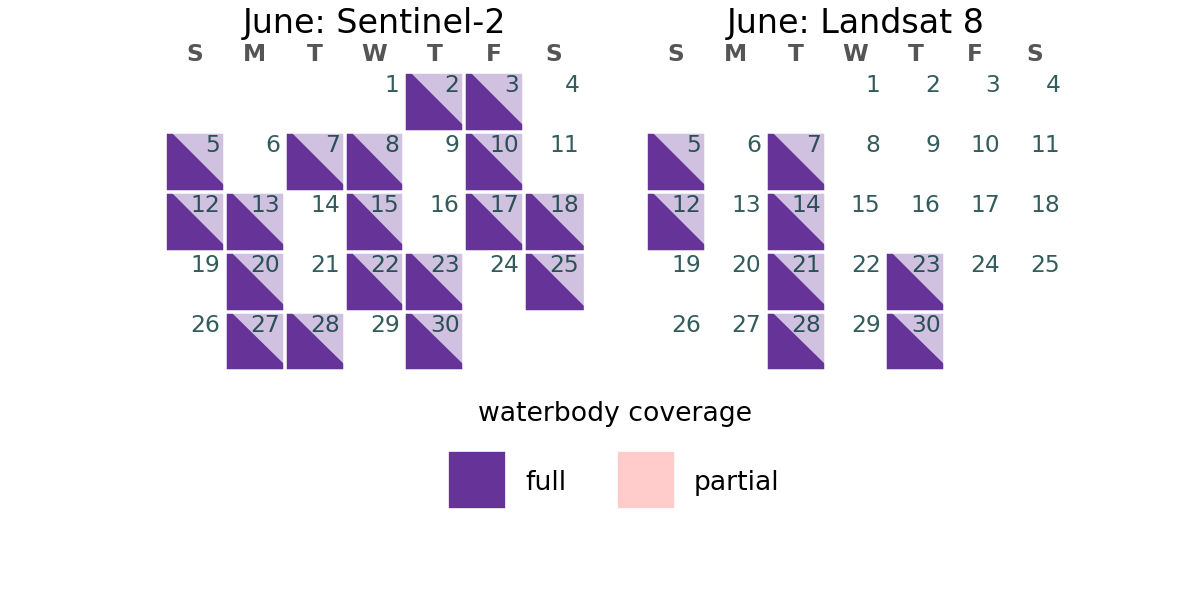 June: Sentinel-2
S M T W T F S
1 2 3 4
5 6 7 8 9 10 11
12 13 14 15 16 17 18
19 20 21 22 23 24 25
26 27 28 29 30
June: Landsat 8
S M T W T F S
1 2 3 4
5 6 7 8 9 10 11
12 13 14 15 16 17 18
19 20 21 22 23 24 25
26 27 28 29 30
waterbody coverage
full
partial